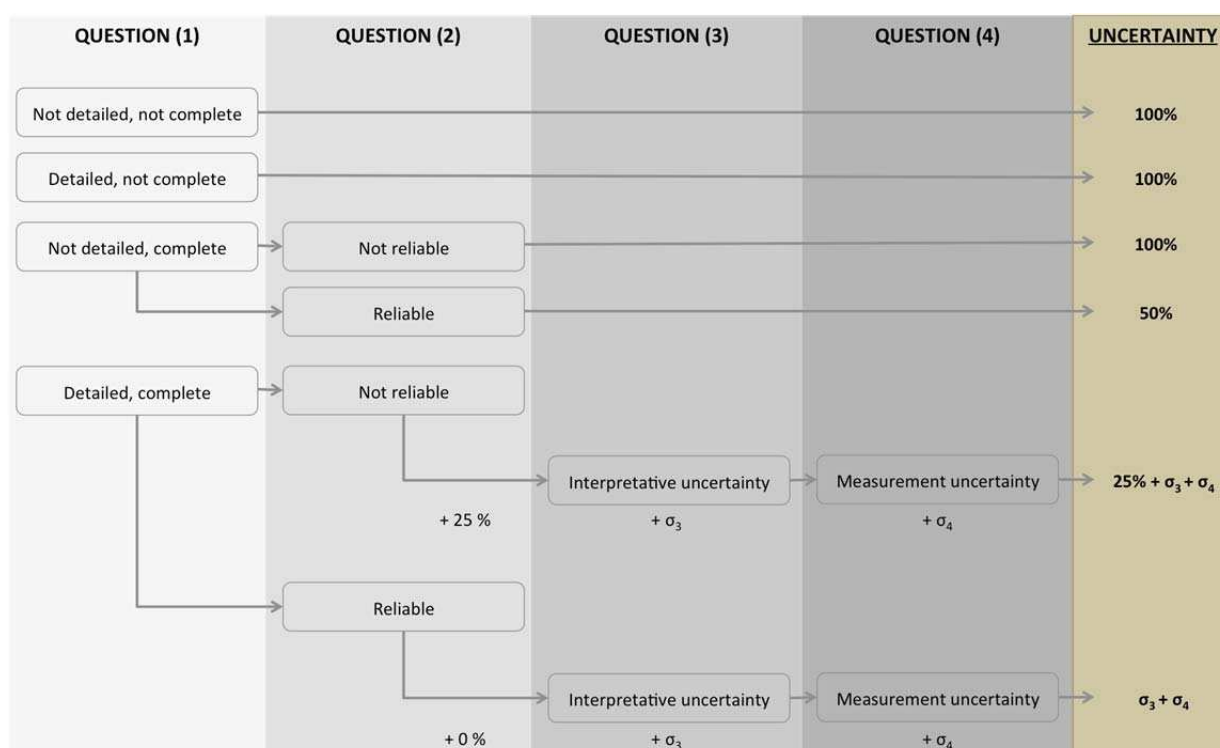 QUESTION (1) QUESTION (2) QUESTION (3) QUESTION (4) UNCERTAINTY
Not detailed, not complete 100%
Detailed, not complete 100%
Not detailed, complete Not reliable 100%
Reliable 50%
Detailed, complete Not reliable
Interpretative uncertainty Measurement uncertainty 25% + σ₃ + σ₄
+ 25 % + σ₃ + σ₄
Reliable
Interpretative uncertainty Measurement uncertainty σ₃ + σ₄
+ 0 % + σ₃ + σ₄